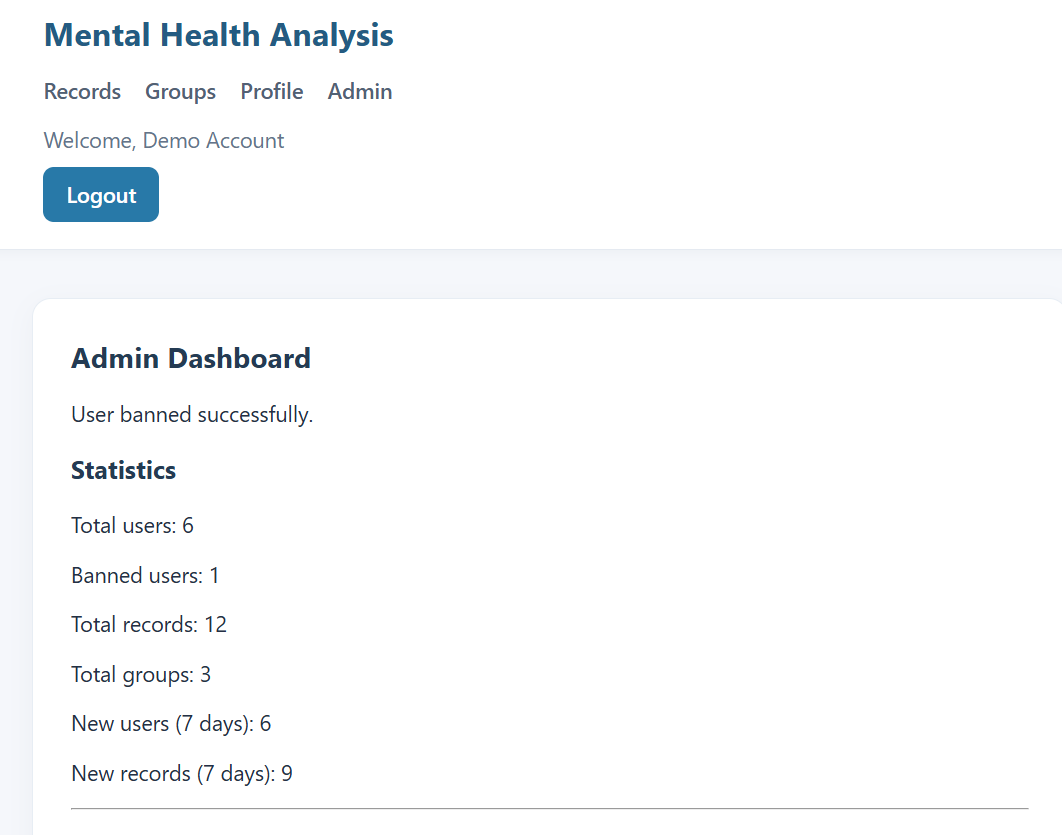 Mental Health Analysis
Records Groups Profile Admin
Welcome, Demo Account
Logout
Admin Dashboard
User banned successfully.
Statistics
Total users: 6
Banned users: 1
Total records: 12
Total groups: 3
New users (7 days): 6
New records (7 days): 9